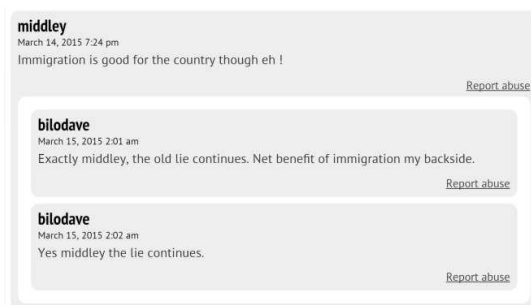 middley
March 14, 2015 7:24 pm
Immigration is good for the country though eh !
Report abuse
bilodave
March 15, 2015 2:01 am
Exactly middley, the old lie continues. Net benefit of immigration my backside.
Report abuse
bilodave
March 15, 2015 2:02 am
Yes middley the lie continues.
Report abuse